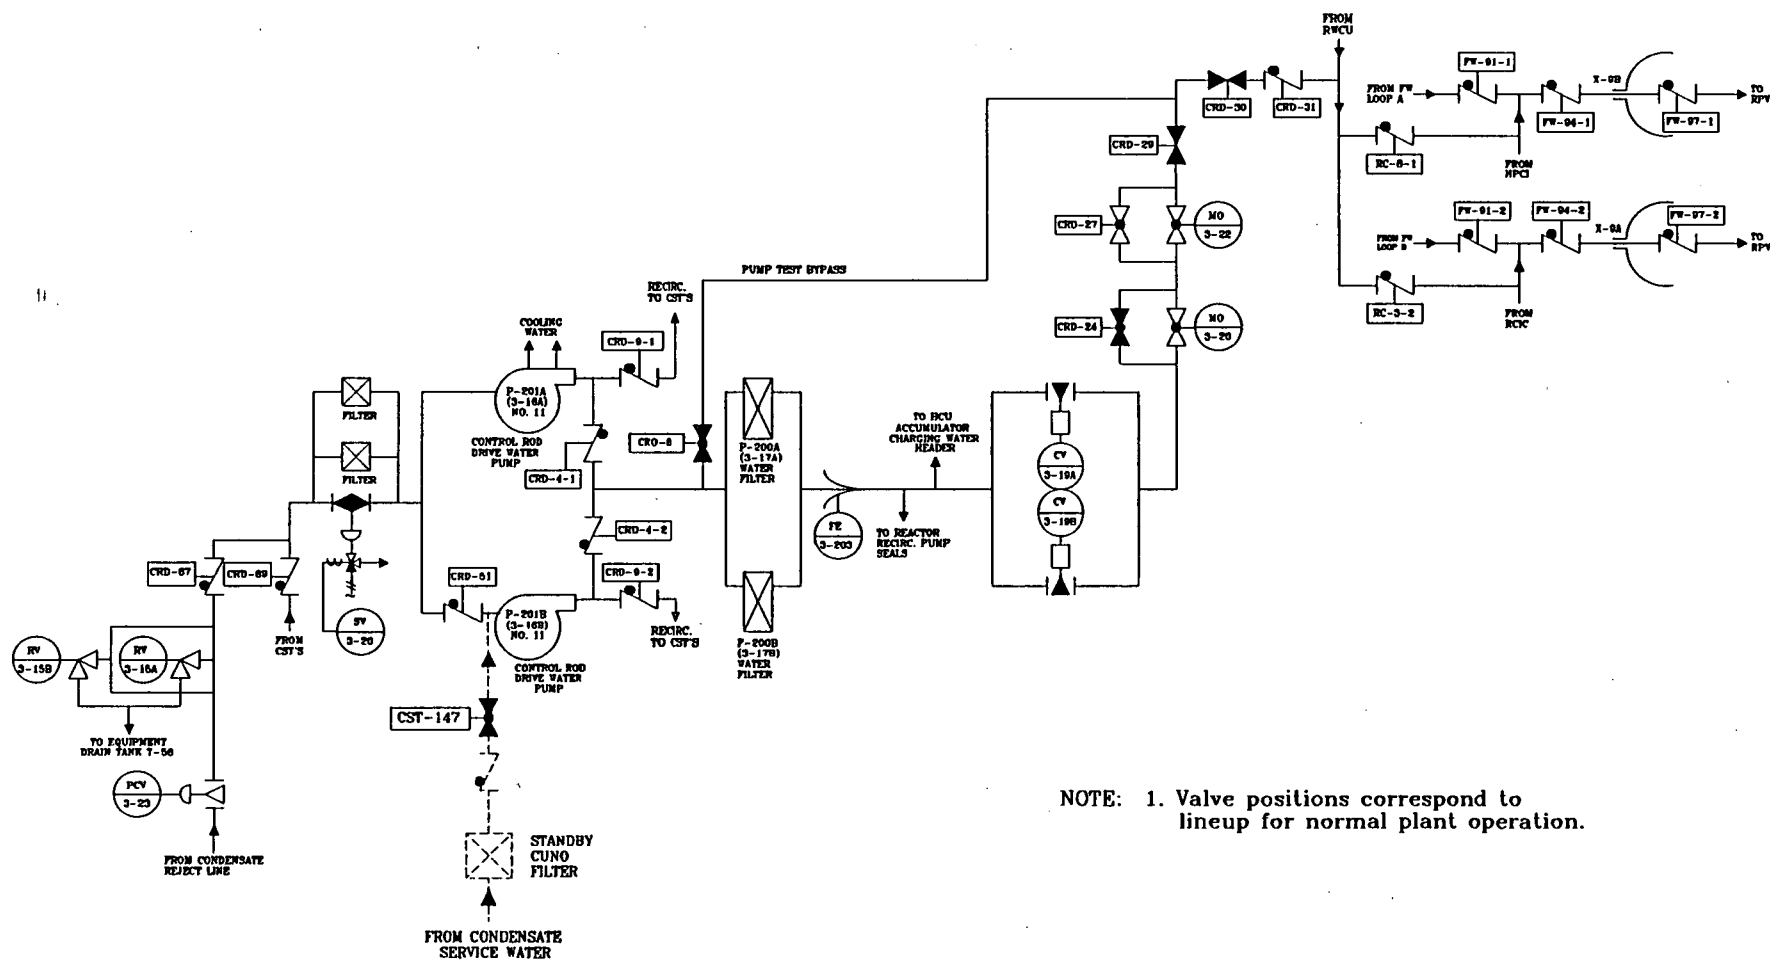 FROM
RWCU
FROM FW
LOOP A
FW-91-1
FW-94-1
X-9B
FW-97-1
TO
RPV
RC-6-1
FROM
HPCI
FROM FW
LOOP B
FW-91-2
FW-94-2
X-9A
FW-97-2
TO
RPV
RC-3-2
FROM
RCIC
CRD-30
CRD-31
CRD-29
CRD-27
MO
3-22
CRD-24
MO
3-20
PUMP TEST BYPASS
RECIRC.
TO CST'S
COOLING
WATER
CRD-9-1
P-201A
(3-16A)
NO. 11
CONTROL ROD
DRIVE WATER
PUMP
CRD-4-1
CRD-8
FILTER
FILTER
P-200A
(3-17A)
WATER
FILTER
TO HCU
ACCUMULATOR
CHARGING WATER
HEADER
CV
3-19A
CV
3-19B
FE
3-203
TO REACTOR
RECIRC. PUMP
SEALS
CRD-4-2
CRD-67
CRD-69
CRD-61
CRD-9-2
P-201B
(3-16B)
NO. 11
CONTROL ROD
DRIVE WATER
PUMP
RECIRC.
TO CST'S
P-200B
(3-17B)
WATER
FILTER
FROM
CST'S
SV
3-20
RV
3-15B
RV
3-15A
TO EQUIPMENT
DRAIN TANK T-56
CST-147
PCV
3-23
FROM CONDENSATE
REJECT LINE
STANDBY
CUNO
FILTER
FROM CONDENSATE
SERVICE WATER
NOTE: 1. Valve positions correspond to
lineup for normal plant operation.